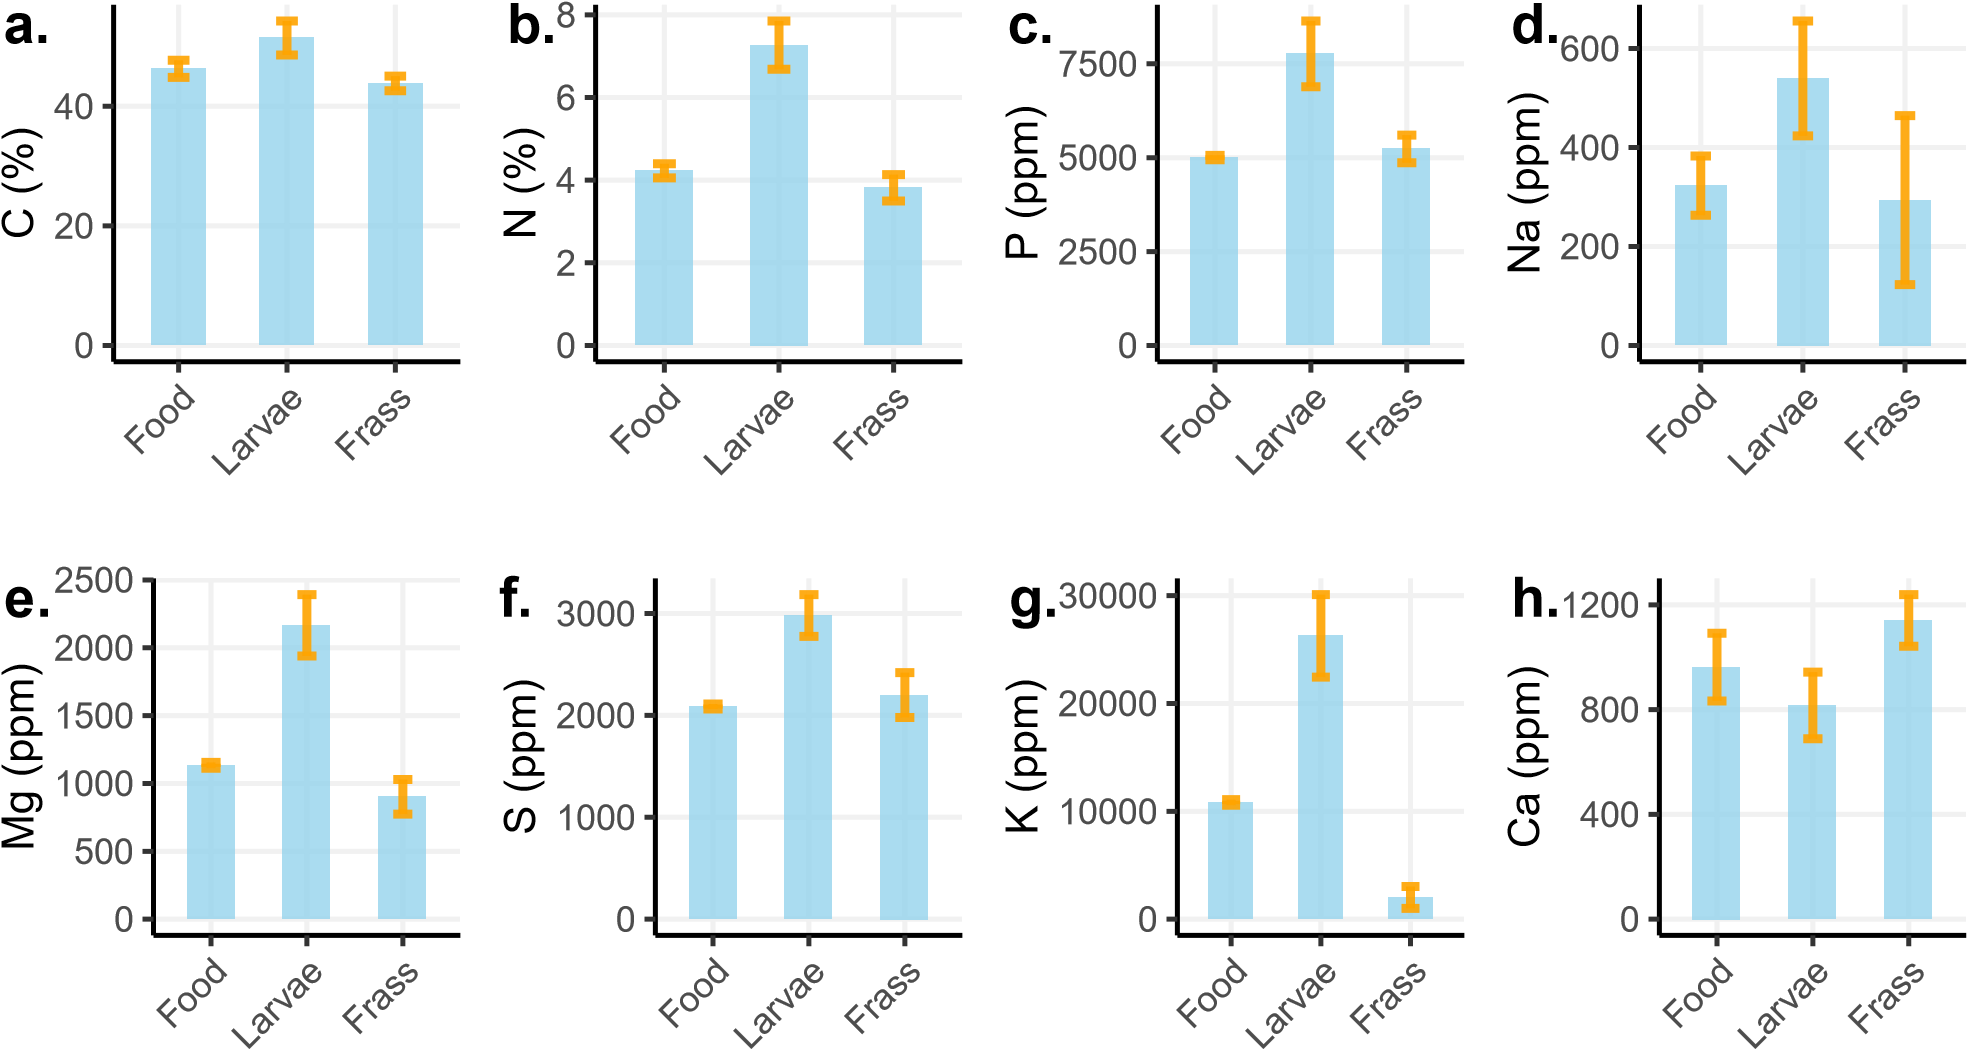 a.
C (%)
40
20
0
Food
Larvae
Frass
b.
N (%)
8
6
4
2
0
Food
Larvae
Frass
c.
P (ppm)
7500
5000
2500
0
Food
Larvae
Frass
d.
Na (ppm)
600
400
200
0
Food
Larvae
Frass
e.
Mg (ppm)
2500
2000
1500
1000
500
0
Food
Larvae
Frass
f.
S (ppm)
3000
2000
1000
0
Food
Larvae
Frass
g.
K (ppm)
30000
20000
10000
0
Food
Larvae
Frass
h.
Ca (ppm)
1200
800
400
0
Food
Larvae
Frass